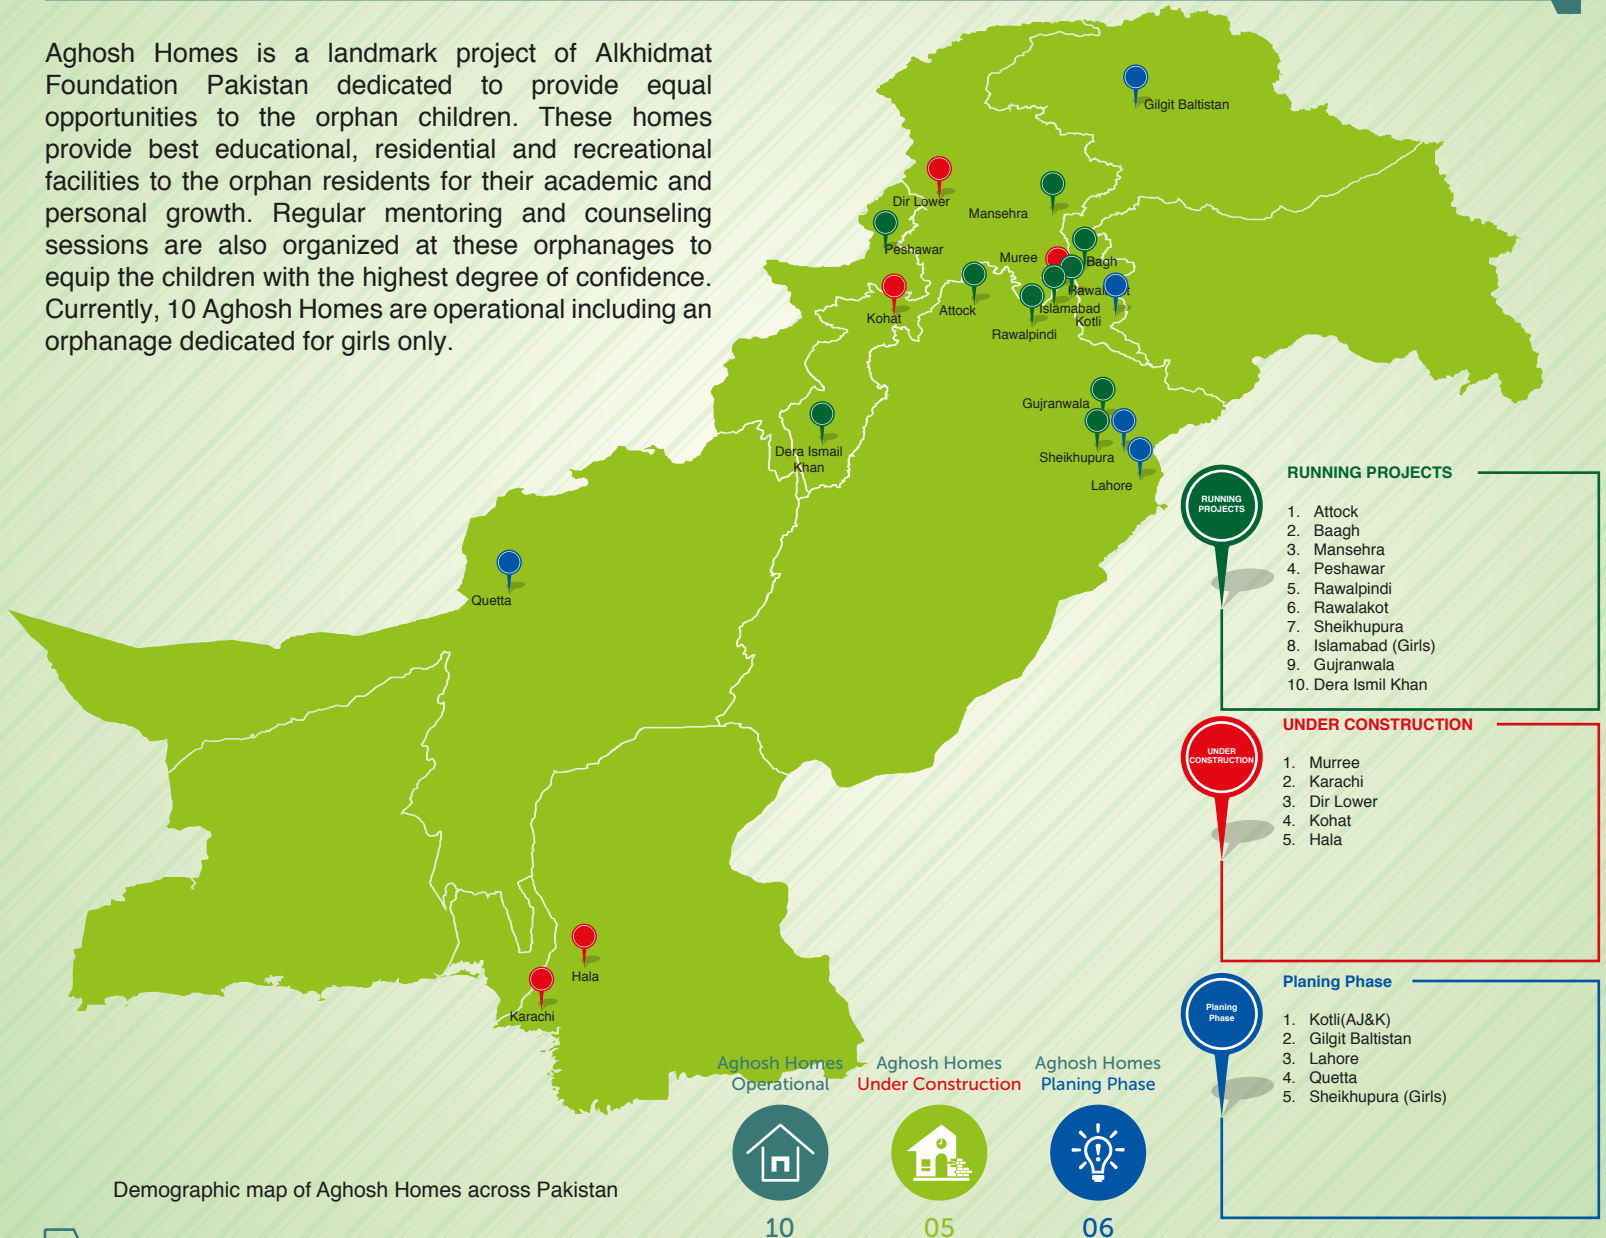 Aghosh Homes is a landmark project of Alkhidmat
Foundation Pakistan dedicated to provide equal
opportunities to the orphan children. These homes
provide best educational, residential and recreational
facilities to the orphan residents for their academic and
personal growth. Regular mentoring and counseling
sessions are also organized at these orphanages to
equip the children with the highest degree of confidence.
Currently, 10 Aghosh Homes are operational including an
orphanage dedicated for girls only.
Gilgit Baltistan
Dir Lower
Mansehra
Peshawar
Muree
Bagh
Kohat
Attock
Islamabad
Kotli
Rawalpindi
Gujranwala
Dera Ismail
Khan
Sheikhupura
Lahore
Quetta
Hala
Karachi
RUNNING
PROJECTS
RUNNING PROJECTS
1. Attock
2. Baagh
3. Mansehra
4. Peshawar
5. Rawalpindi
6. Rawalakot
7. Sheikhupura
8. Islamabad (Girls)
9. Gujranwala
10. Dera Ismil Khan
UNDER
CONSTRUCTION
UNDER CONSTRUCTION
1. Murree
2. Karachi
3. Dir Lower
4. Kohat
5. Hala
Planing
Phase
Planing Phase
1. Kotli(AJ&K)
2. Gilgit Baltistan
3. Lahore
4. Quetta
5. Sheikhupura (Girls)
Aghosh Homes
Operational
10
Aghosh Homes
Under Construction
05
Aghosh Homes
Planing Phase
06
Demographic map of Aghosh Homes across Pakistan